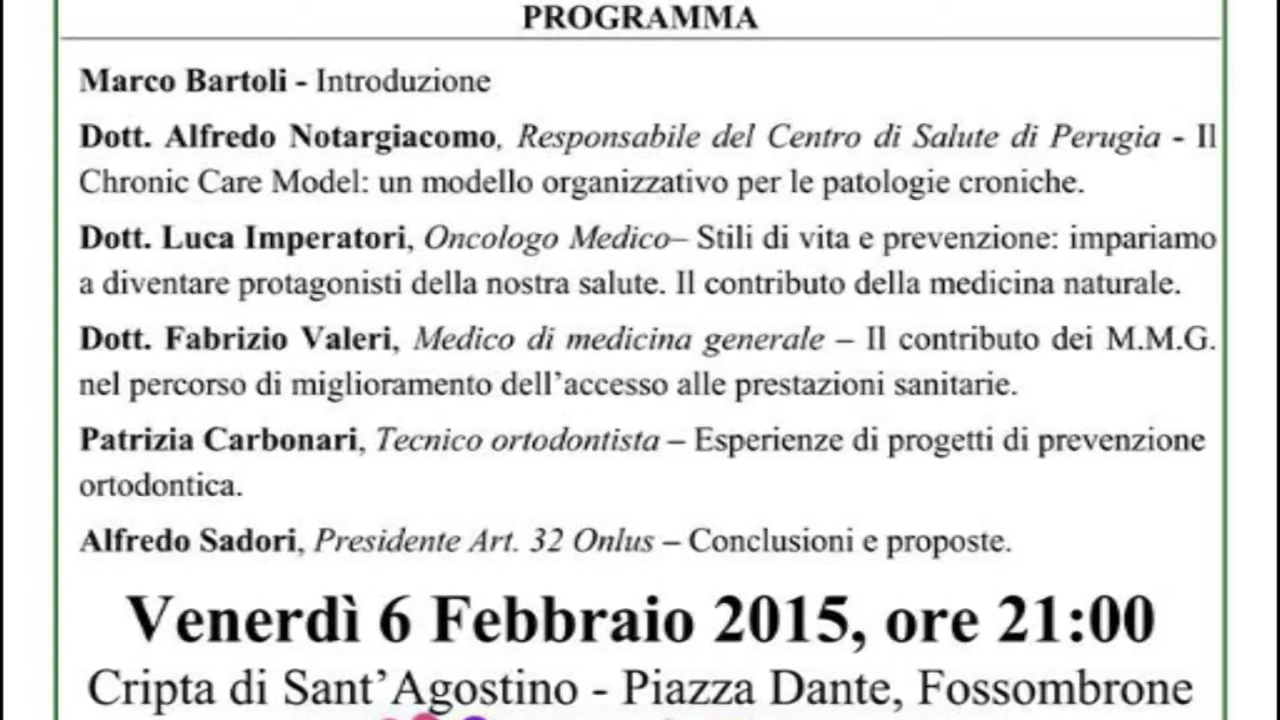 PROGRAMMA
Marco Bartoli - Introduzione
Dott. Alfredo Notargiacomo, Responsabile del Centro di Salute di Perugia - Il
Chronic Care Model: un modello organizzativo per le patologie croniche.
Dott. Luca Imperatori, Oncologo Medico– Stili di vita e prevenzione: impariamo
a diventare protagonisti della nostra salute. Il contributo della medicina naturale.
Dott. Fabrizio Valeri, Medico di medicina generale – Il contributo dei M.M.G.
nel percorso di miglioramento dell’accesso alle prestazioni sanitarie.
Patrizia Carbonari, Tecnico ortodontista – Esperienze di progetti di prevenzione
ortodontica.
Alfredo Sadori, Presidente Art. 32 Onlus – Conclusioni e proposte.
Venerdì 6 Febbraio 2015, ore 21:00
Cripta di Sant’Agostino - Piazza Dante, Fossombrone